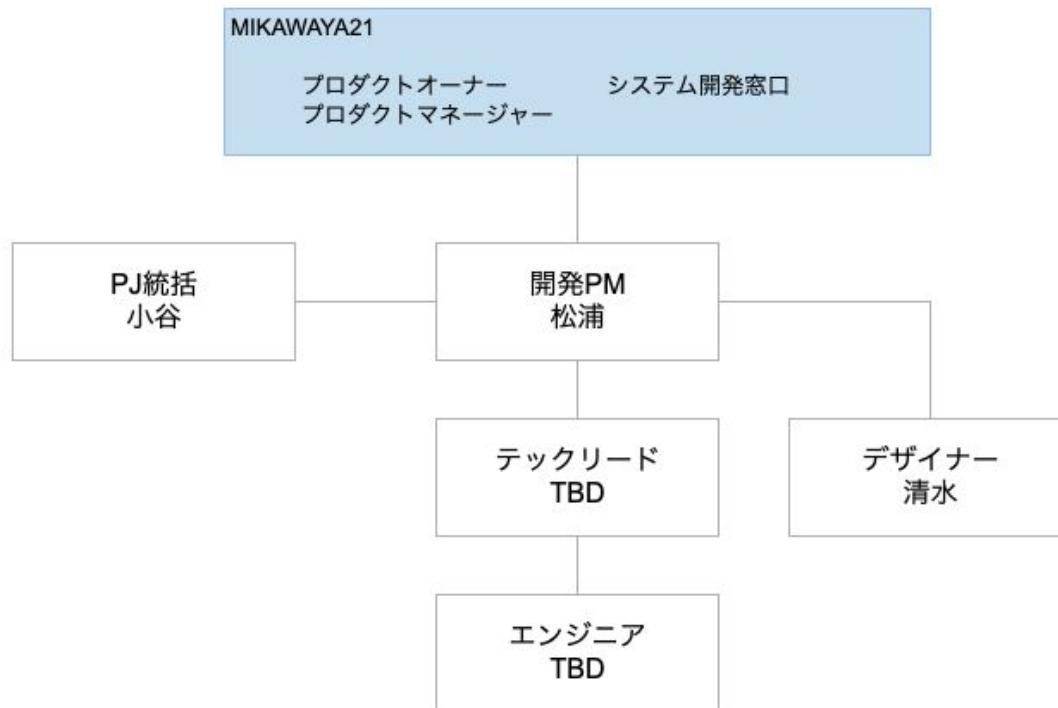 MIKAWAYA21
プロダクトオーナー
プロダクトマネージャー
システム開発窓口
PJ統括
小谷
開発PM
松浦
テックリード
TBD
デザイナー
清水
エンジニア
TBD